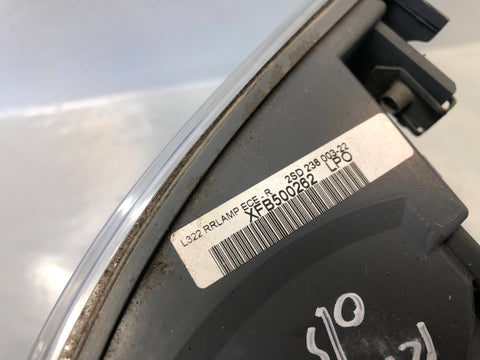 L322 RRLAMP ECE-R 2SD 238 003-22
XFB500262 LPO